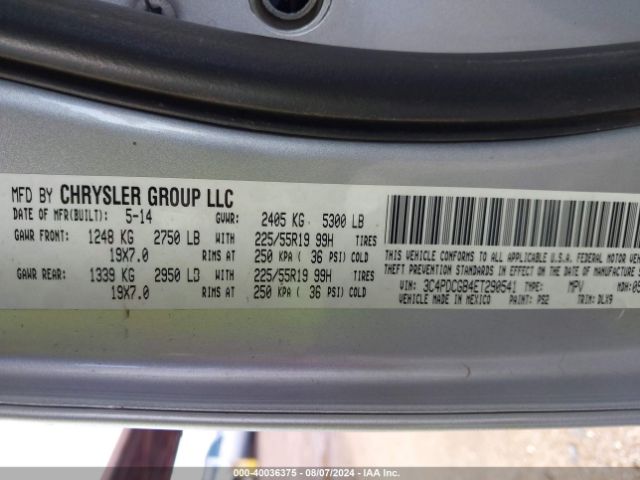 MFD BY CHRYSLER GROUP LLC
DATE OF MFR(BUILT): 5-14 GVWR: 2405 KG 5300 LB
GAWR FRONT: 1248 KG 2750 LB WITH 225/55R19 99H TIRES
19X7.0 RIMS AT 250 KPA ( 36 PSI) COLD
GAWR REAR: 1339 KG 2950 LB WITH 225/55R19 99H TIRES
19X7.0 RIMS AT 250 KPA ( 36 PSI) COLD
THIS VEHICLE CONFORMS TO ALL APPLICABLE U.S.A. FEDERAL MOTOR VEH
THEFT PREVENTION STANDARDS IN EFFECT ON THE DATE OF MANUFACTURE
VIN: 3C4PDCGB4ET290541 TYPE: MPV MDH: 05
VEHICLE MADE IN MEXICO PAINT: PS2 TRIM: DLX9
© 40036375 - 08/07/2024 - IAA Inc.